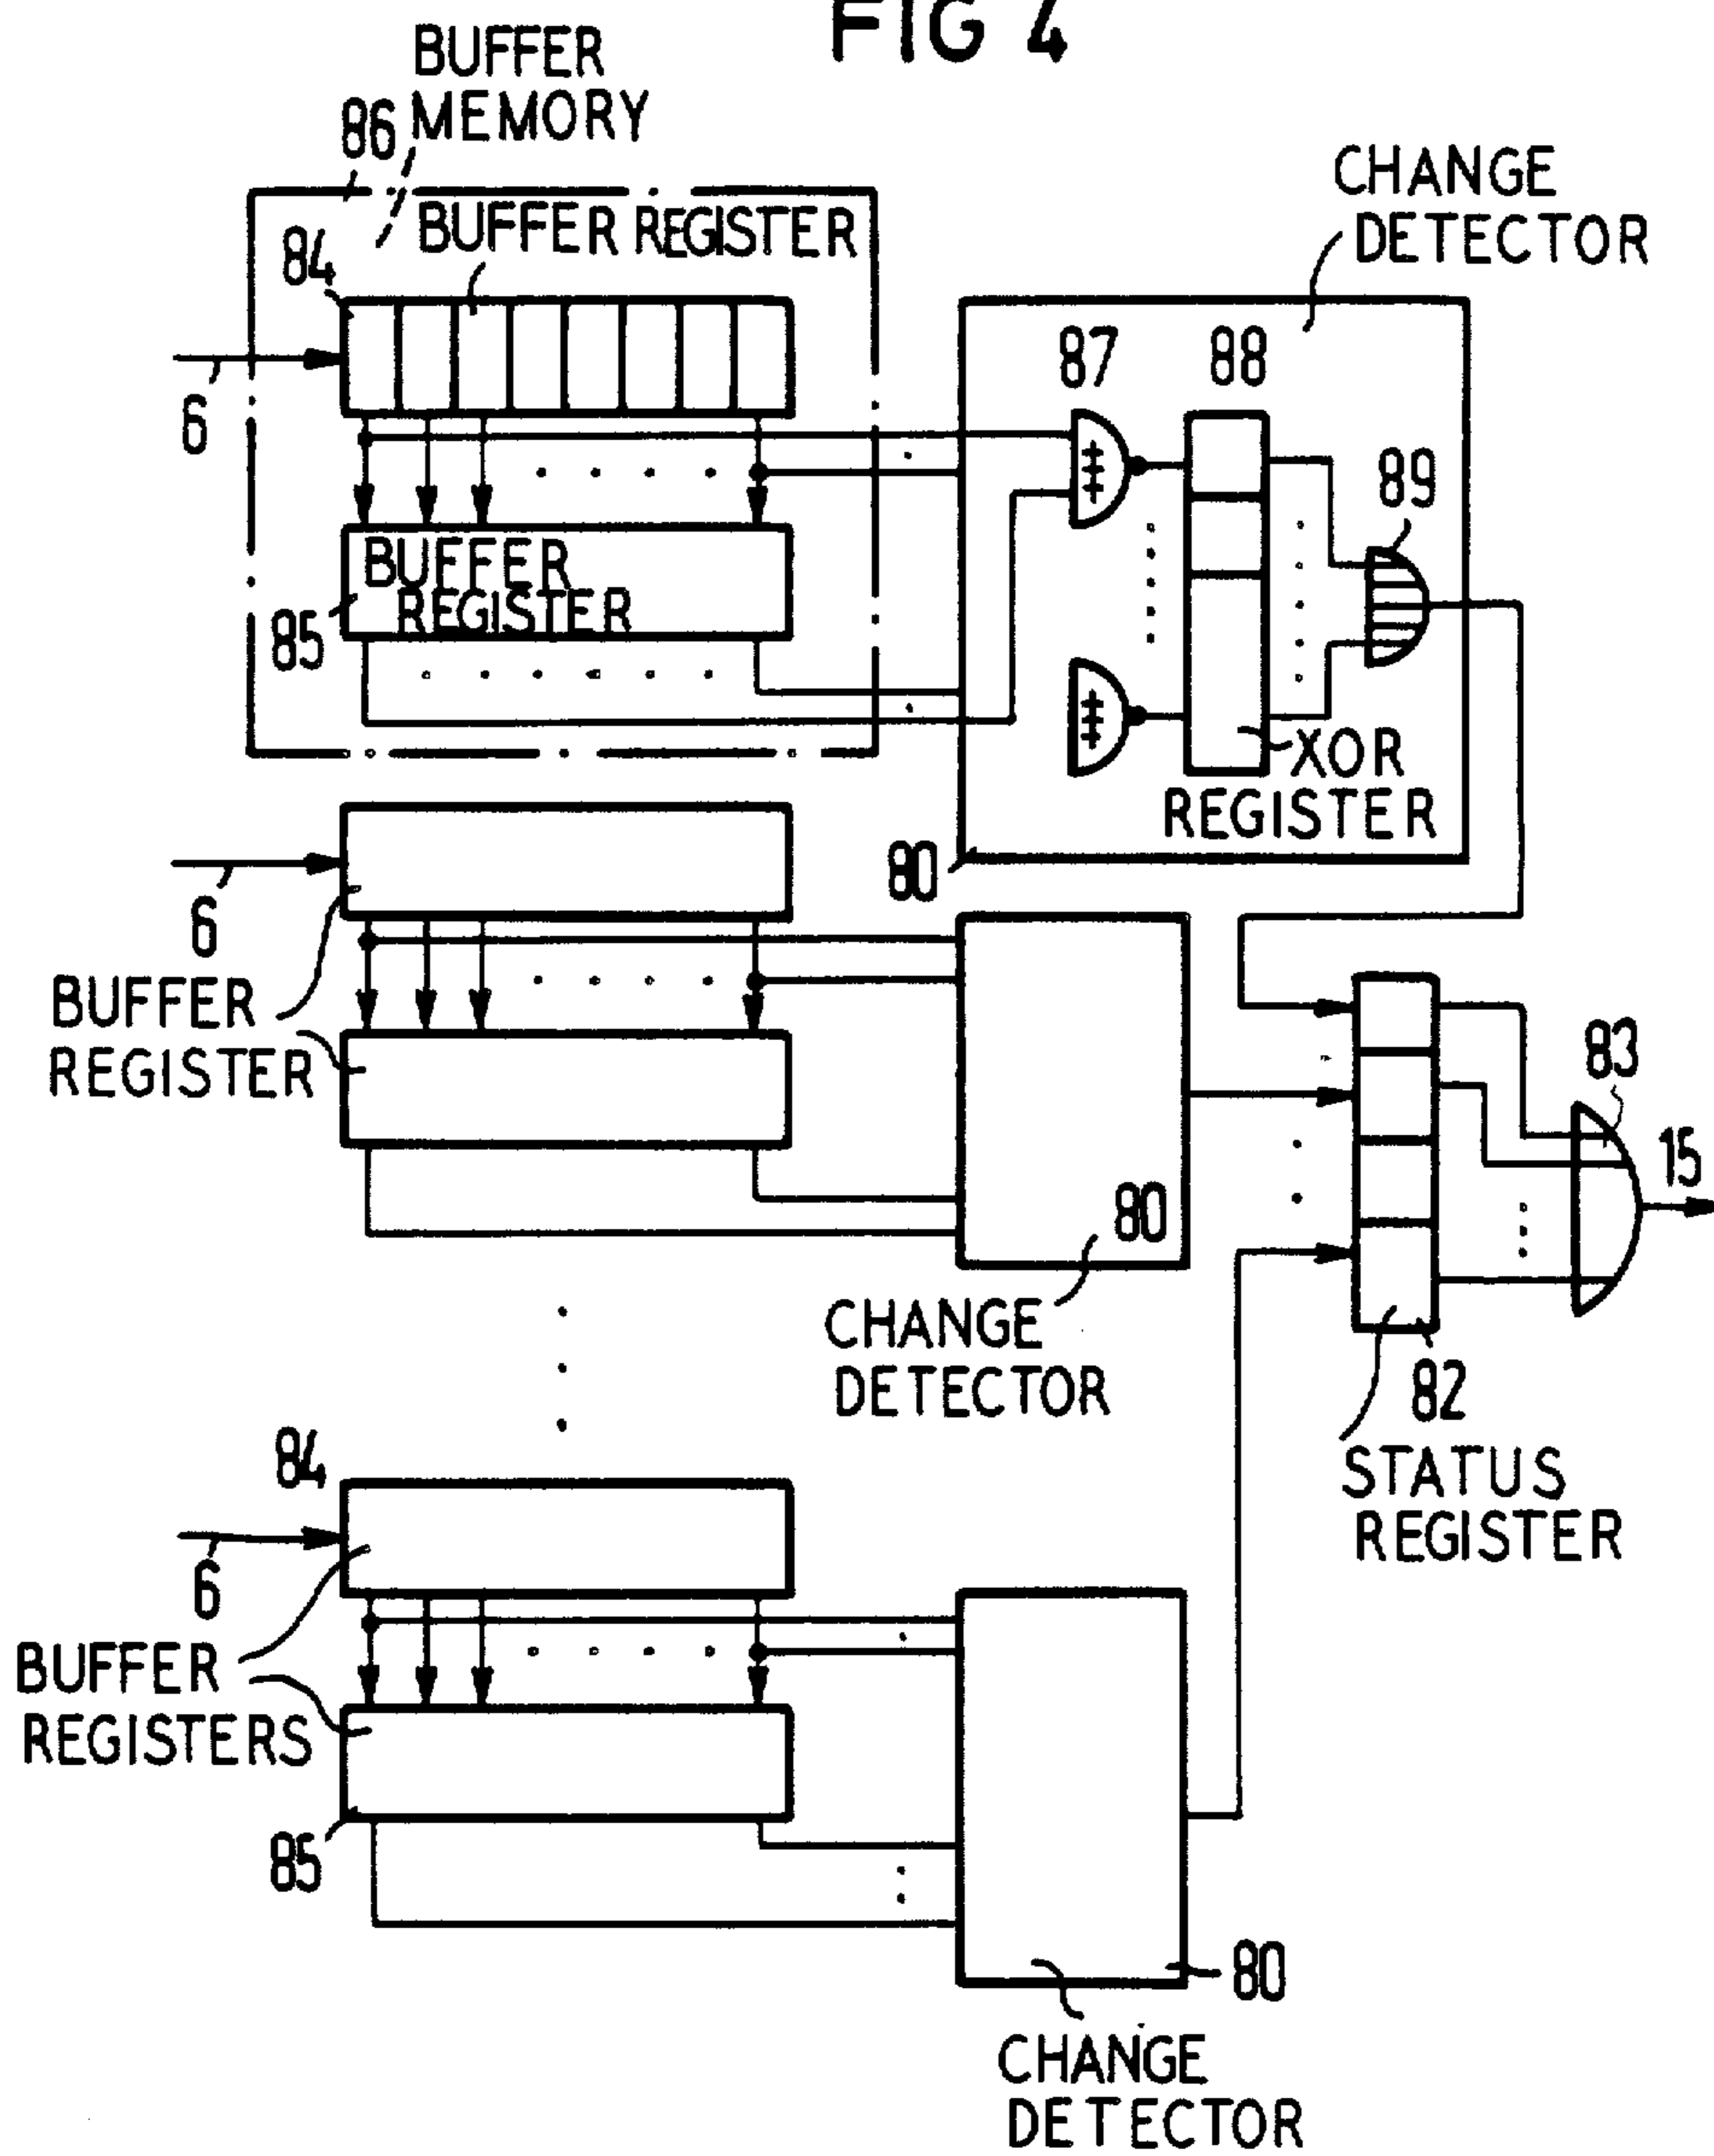 FIG 4
BUFFER
MEMORY
86
CHANGE
DETECTOR
BUFFER REGISTER
84
87
88
6
89
BUFFER
REGISTER
85
XOR
REGISTER
80
6
BUFFER
REGISTER
83
15
80
CHANGE
DETECTOR
82
STATUS
REGISTER
84
6
BUFFER
REGISTERS
85
80
CHANGE
DETECTOR